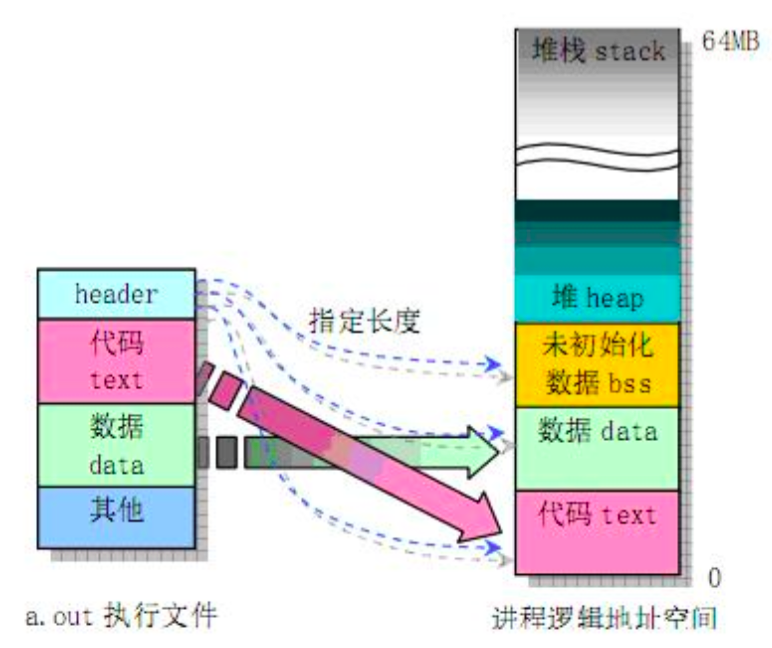 堆栈 stack
64MB
header
代码
text
数据
data
其他
指定长度
堆 heap
未初始化
数据 bss
数据 data
代码 text
0
a.out 执行文件
进程逻辑地址空间